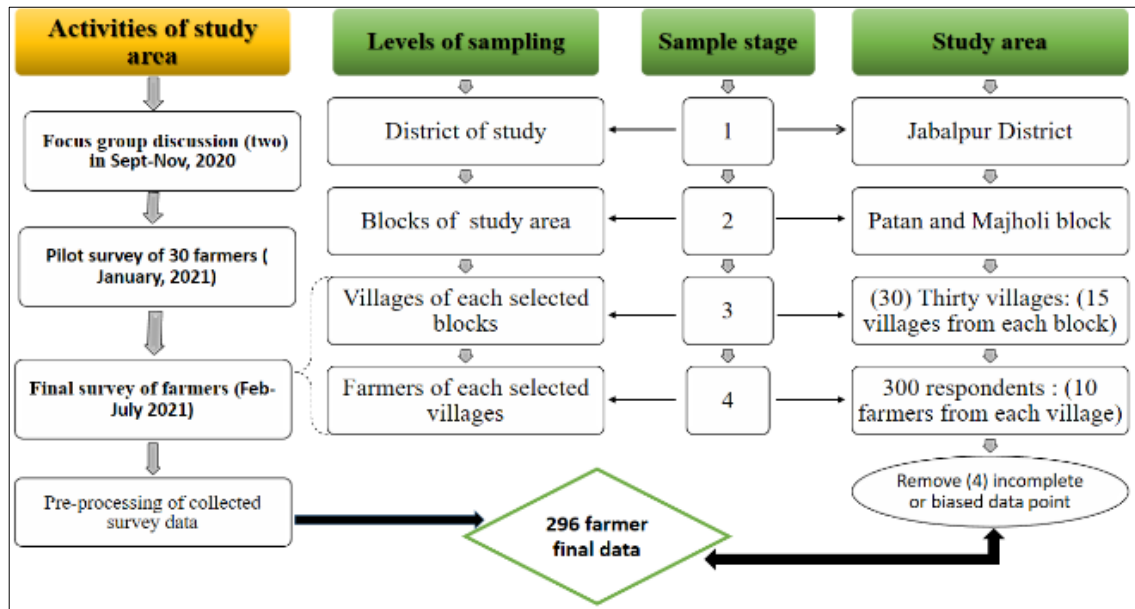 Activities of study
area
Levels of sampling
Sample stage
Study area
Focus group discussion (two)
in Sept-Nov, 2020
District of study
1
Jabalpur District
Pilot survey of 30 farmers (
January, 2021)
Blocks of study area
2
Patan and Majholi block
Villages of each selected
blocks
3
(30) Thirty villages: (15
villages from each block)
Final survey of farmers (Feb-
July 2021)
Farmers of each selected
villages
4
300 respondents : (10
farmers from each village)
Pre-processing of collected
survey data
Remove (4) incomplete
or biased data point
296 farmer
final data